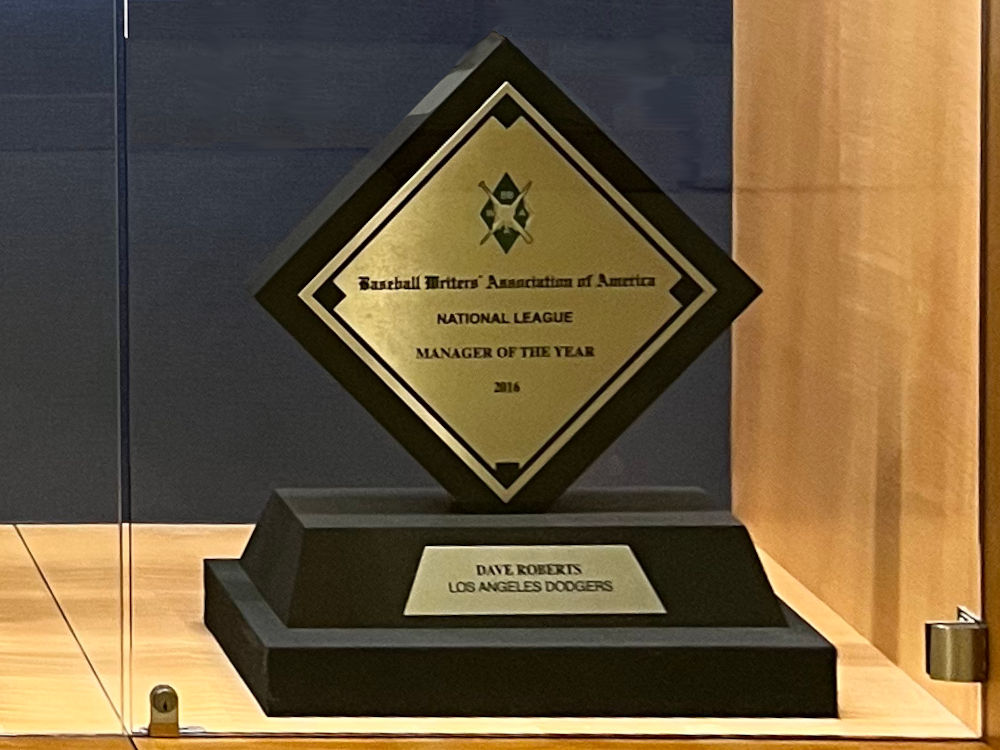 Baseball Writers' Association of America
NATIONAL LEAGUE
MANAGER OF THE YEAR
2016
DAVE ROBERTS
LOS ANGELES DODGERS